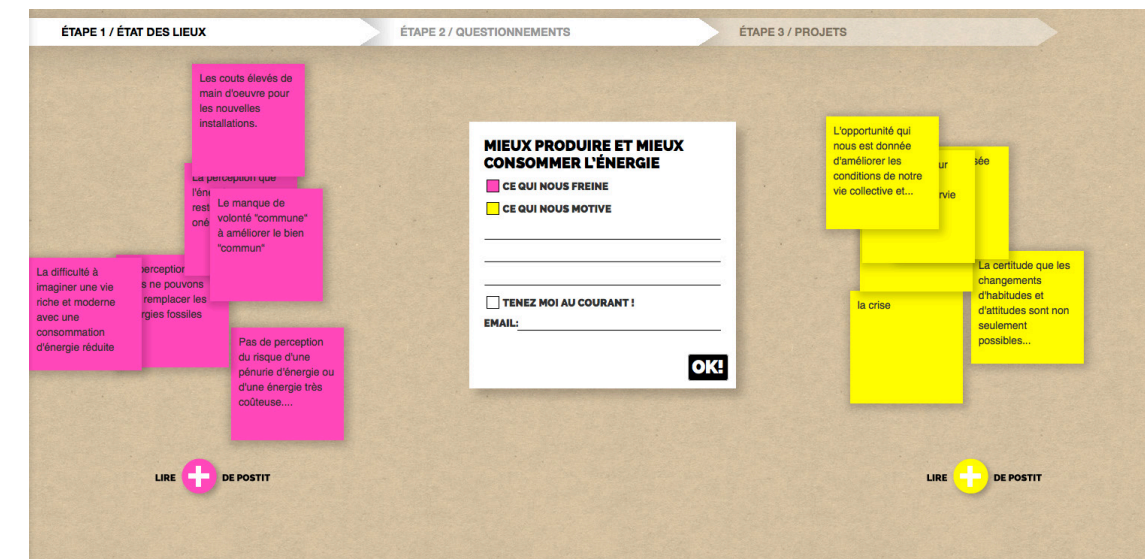 ÉTAPE 1 / ÉTAT DES LIEUX
ÉTAPE 2 / QUESTIONNEMENTS
ÉTAPE 3 / PROJETS
Les couts élevés de
main d'oeuvre pour
les nouvelles
installations.
La perception que
l'éne
rest
oné
Le manque de
volonté "commune"
à améliorer le bien
"commun"
La difficulté à
imaginer une vie
riche et moderne
avec une
consommation
d'énergie réduite
perception
s ne pouvons
remplacer les
rgies fossiles
Pas de perception
du risque d'une
pénurie d'énergie ou
d'une énergie très
coûteuse....
LIRE + DE POSTIT
MIEUX PRODUIRE ET MIEUX
CONSOMMER L'ÉNERGIE
CE QUI NOUS FREINE
CE QUI NOUS MOTIVE
TENEZ MOI AU COURANT !
EMAIL:
OK!
L'opportunité qui
nous est donnée
d'améliorer les
conditions de notre
vie collective et...
ur
rvie
sée
La certitude que les
changements
d'habitudes et
d'attitudes sont non
seulement
possibles...
la crise
LIRE + DE POSTIT